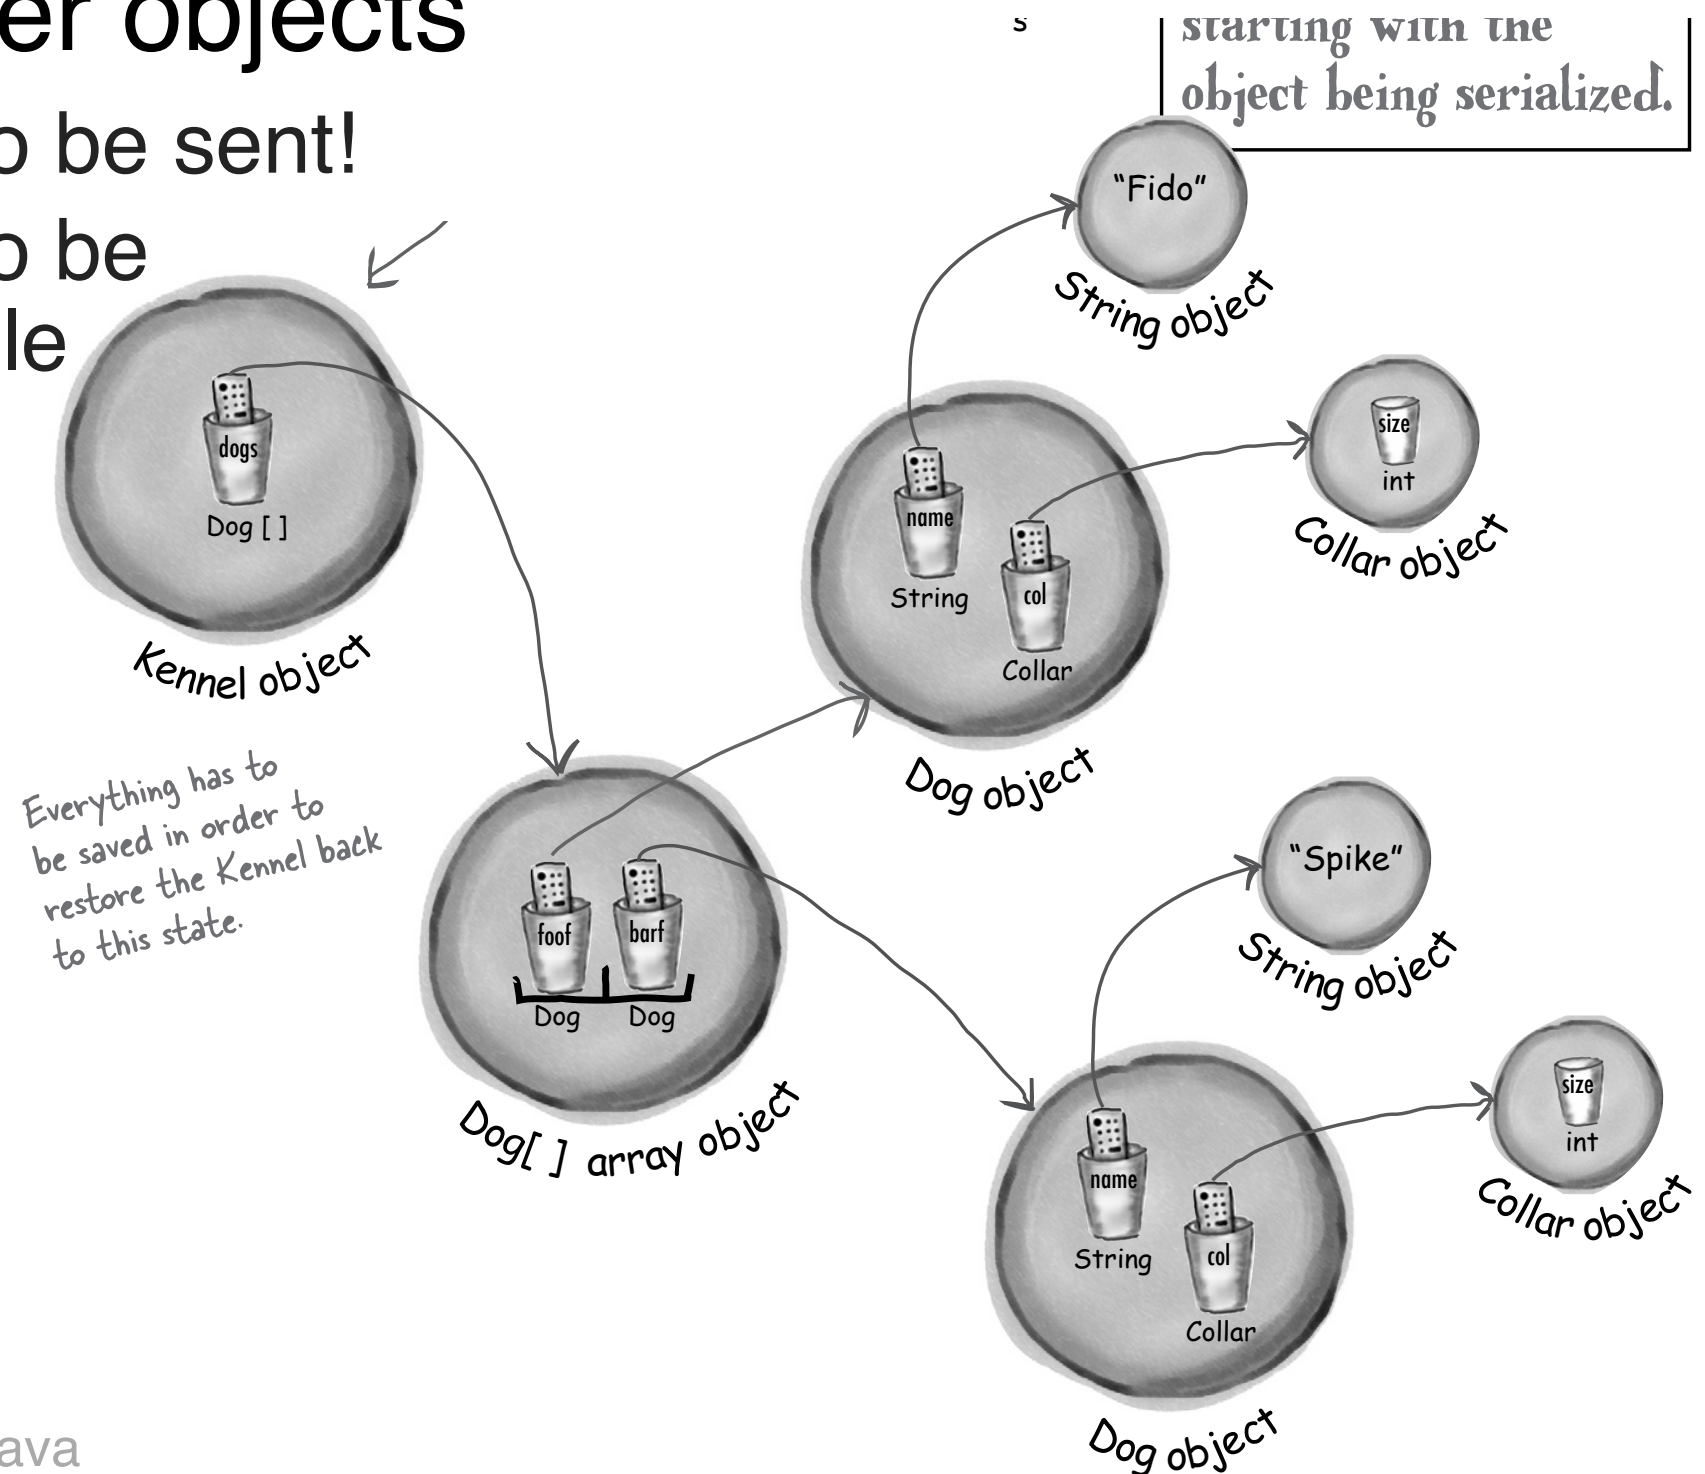 er objects
o be sent!
o be
le
s
starting with the
object being serialized.
"Fido"
String object
dogs
Dog [ ]
Kennel object
size
int
Collar object
name
String
col
Collar
Dog object
Everything has to
be saved in order to
restore the Kennel back
to this state.
foof
barf
Dog
Dog
Dog[ ] array object
"Spike"
String object
size
int
Collar object
name
String
col
Collar
Dog object
ava